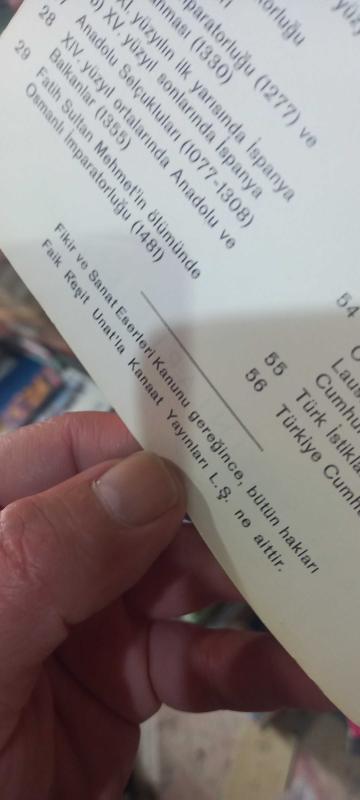 İmparatorluğu
İmparatorluğu (1277) ve
(1330)
XI. yüzyılın ilk yarısında İspanya
XV. yüzyıl sonlarında İspanya
Anadolu Selçukluları (1077-1308)
28 XIV. yüzyıl ortalarında Anadolu ve
Balkanlar (1355)
29 Fatih Sultan Mehmet'in ölümünde
Osmanlı İmparatorluğu (1481)
Fikir ve Sanat Eserleri Kanunu gereğince, bütün hakları
Faik Reşit Unat'la Kanaat Yayınları L.Ş. ne aittir.
54
55 Türk
56 Türkiye